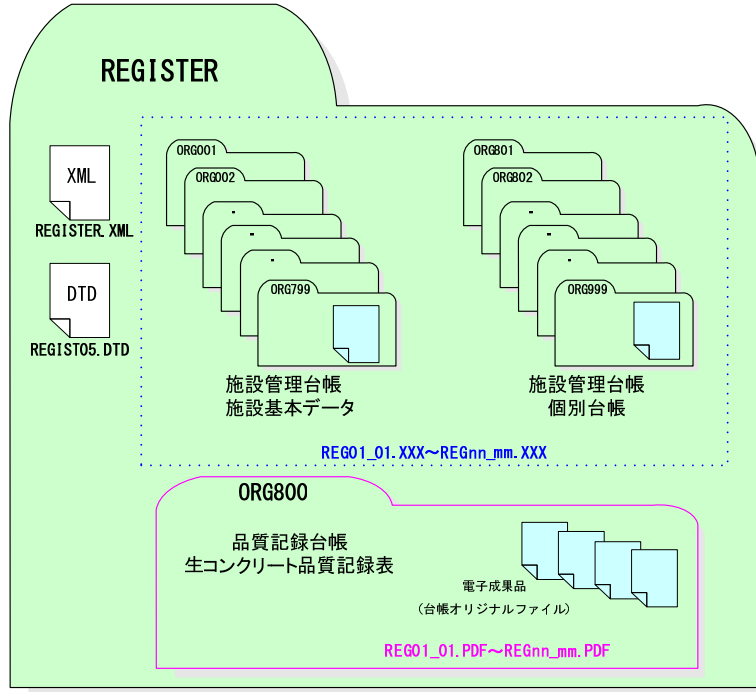 REGISTER
XML
REGISTER.XML
DTD
REGIST05.DTD
ORG001
ORG002
ORG799
施設管理台帳
施設基本データ
ORG801
ORG802
ORG999
施設管理台帳
個別台帳
REG01_01.XXX～REGnn_mm.XXX
ORG800
品質記録台帳
生コンクリート品質記録表
電子成果品
(台帳オリジナルファイル)
REG01_01.PDF～REGnn_mm.PDF